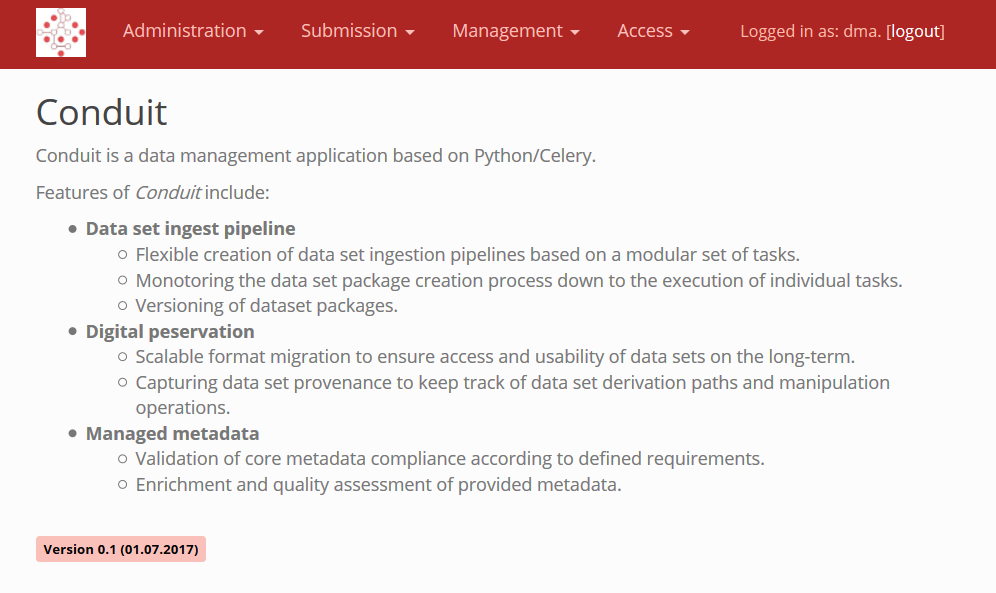 Administration Submission Management Access Logged in as: dma. [logout]
Conduit
Conduit is a data management application based on Python/Celery.
Features of Conduit include:
Data set ingest pipeline
Flexible creation of data set ingestion pipelines based on a modular set of tasks.
Monotoring the data set package creation process down to the execution of individual tasks.
Versioning of dataset packages.
Digital peservation
Scalable format migration to ensure access and usability of data sets on the long-term.
Capturing data set provenance to keep track of data set derivation paths and manipulation
operations.
Managed metadata
Validation of core metadata compliance according to defined requirements.
Enrichment and quality assessment of provided metadata.
Version 0.1 (01.07.2017)